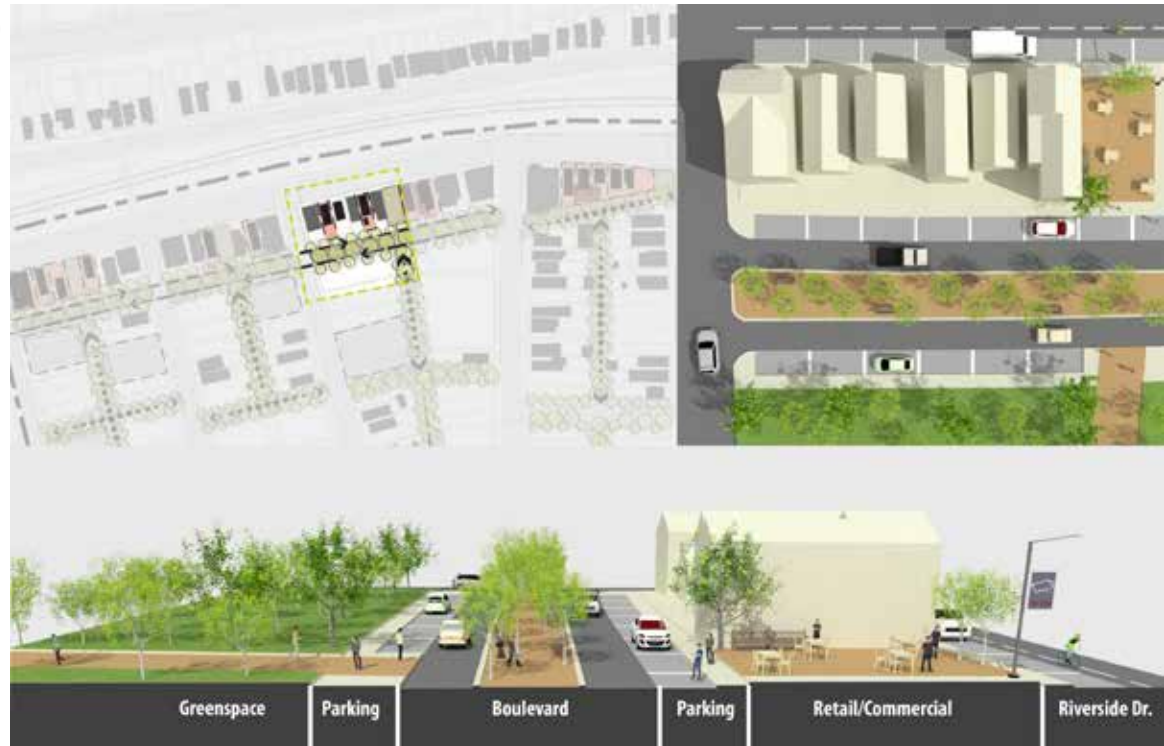 Greenspace
Parking
Boulevard
Parking
Retail/Commercial
Riverside Dr.